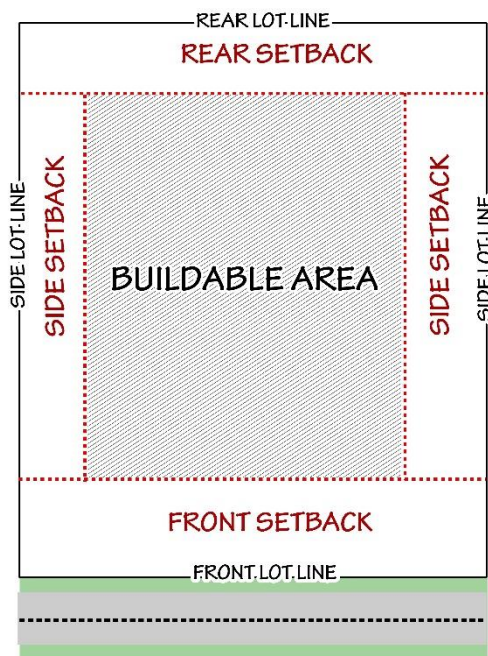 REAR LOT LINE
REAR SETBACK
SIDE LOT LINE
SIDE SETBACK
BUILDABLE AREA
SIDE SETBACK
SIDE LOT LINE
FRONT SETBACK
FRONT LOT LINE